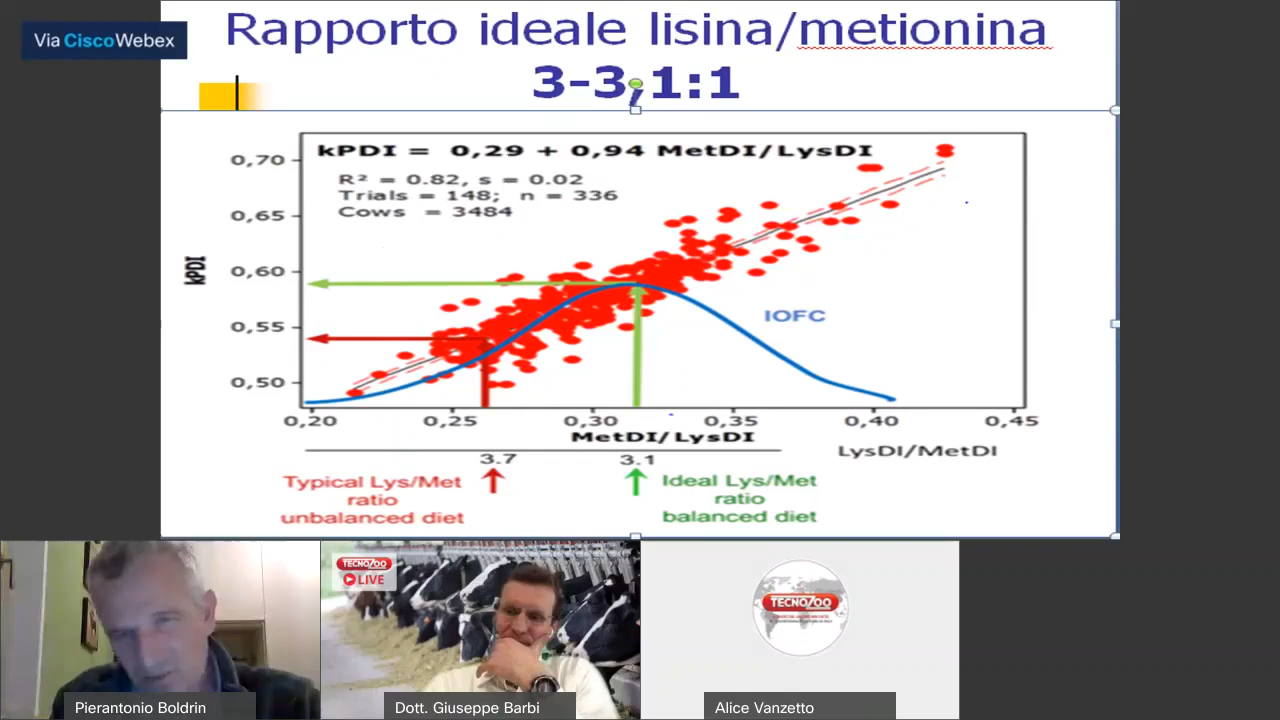 Via Cisco Webex
Rapporto ideale lisina/metionina
3-3,1:1
kPDI = 0,29 + 0,94 MetDI/LysDI
R² = 0.82, s = 0.02
Trials = 148; n = 336
Cows = 3484
0,70
0,65
0,60
0,55
0,50
kPDI
IOFC
0,20 0,25 0,30 0,35 0,40 0,45
MetDI/LysDI
LysDI/MetDI
3.7 3.1
Typical Lys/Met
ratio
unbalanced diet
Ideal Lys/Met
ratio
balanced diet
TECNOZOO
LIVE
TECNOZOO
Pierantonio Boldrin
Dott. Giuseppe Barbi
Alice Vanzetto